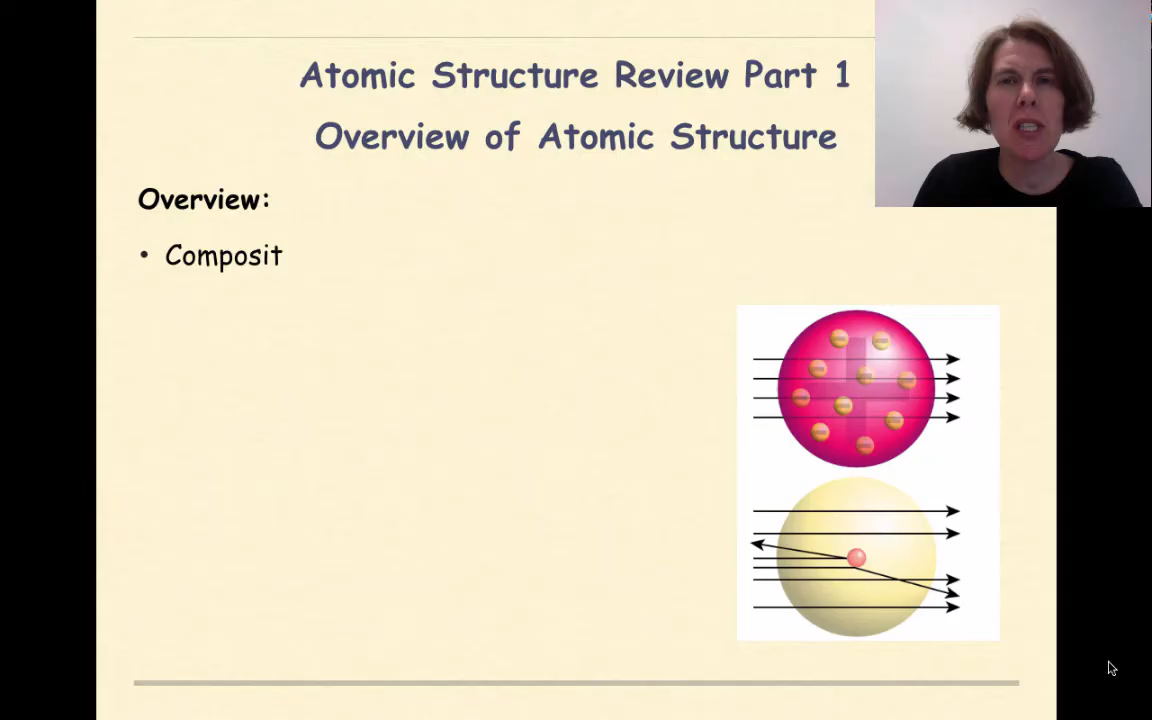 Atomic Structure Review Part 1
Overview of Atomic Structure
Overview:
• Composit